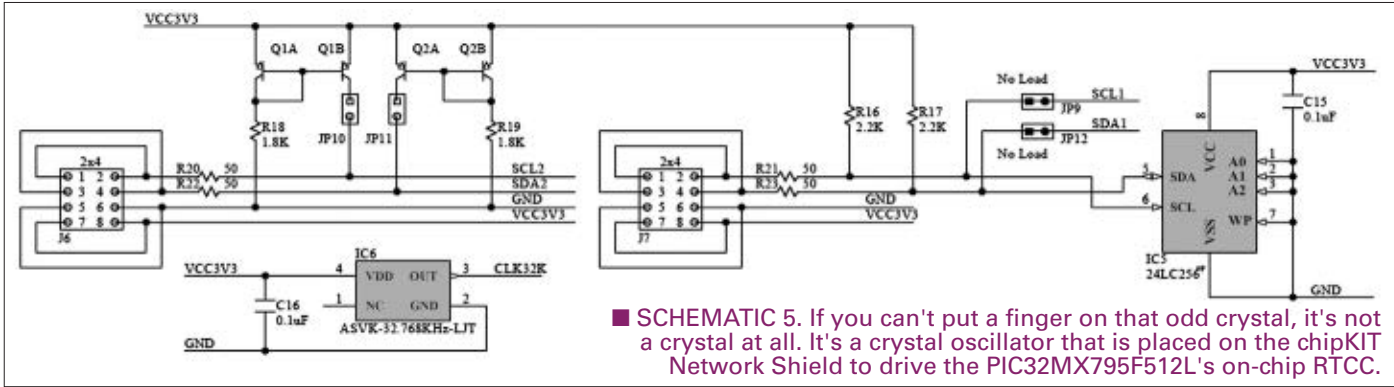 VCC3V3
Q1A Q1B Q2A Q2B
R18
1.8K
JP10 JP11
R19
1.8K
2x4
1 2
3 4
5 6
7 8
J6
R20 50
R22 50
SCL2
SDA2
GND
VCC3V3
IC6
VCC3V3
4 VDD OUT 3 CLK32K
1 NC GND 2
C16
0.1uF
ASVK-32.768KHz-LJT
GND
R16
2.2K
R17
2.2K
2x4
1 2
3 4
5 6
7 8
J7
R21 50
R23 50
GND
VCC3V3
No Load
SCL1
JP9
SDA1
JP12
No Load
VCC3V3
C15
0.1uF
8
VCC
A0 1
A1 2
A2 3
5 SDA
6 SCL
WP 7
VSS
4
IC5
24LC256
GND
■ SCHEMATIC 5. If you can't put a finger on that odd crystal, it's not
a crystal at all. It's a crystal oscillator that is placed on the chipKIT
Network Shield to drive the PIC32MX795F512L's on-chip RTCC.